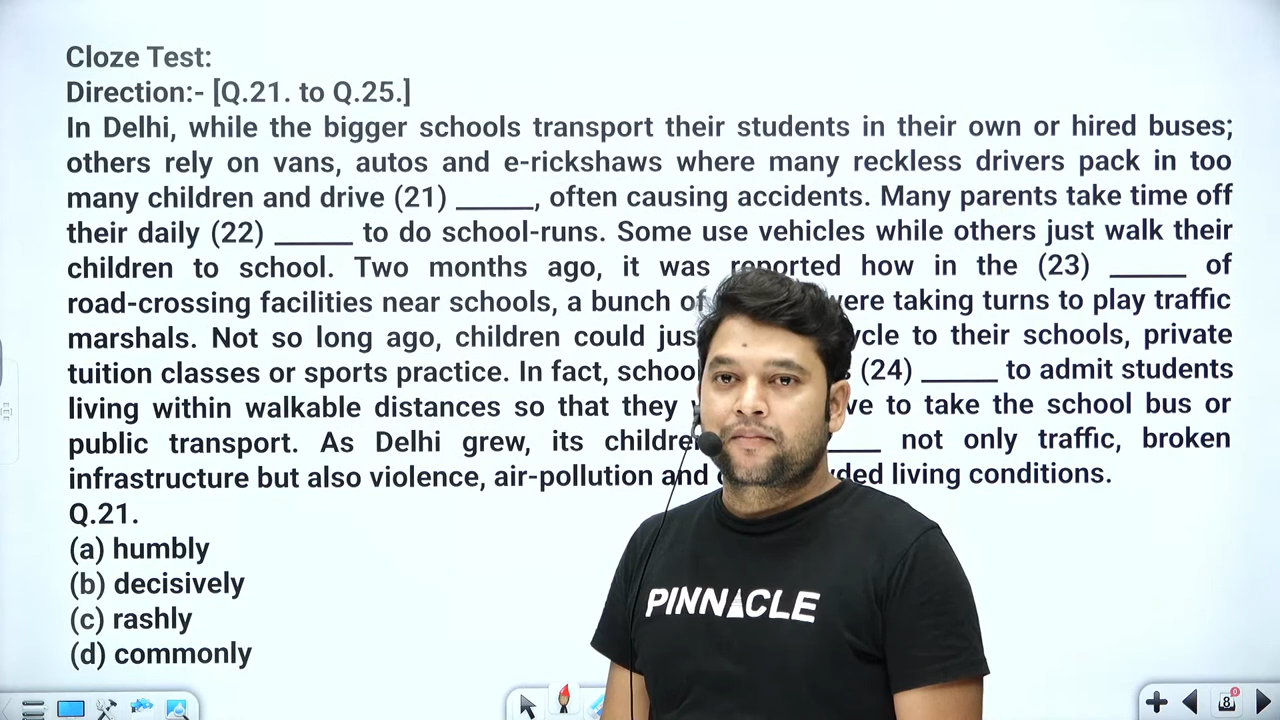 Cloze Test:
Direction:- [Q.21. to Q.25.]
In Delhi, while the bigger schools transport their students in their own or hired buses;
others rely on vans, autos and e-rickshaws where many reckless drivers pack in too
many children and drive (21) _____, often causing accidents. Many parents take time off
their daily (22) _____ to do school-runs. Some use vehicles while others just walk their
children to school. Two months ago, it was reported how in the (23) _____ of
road-crossing facilities near schools, a bunch of were taking turns to play traffic
marshals. Not so long ago, children could to their schools, private
tuition classes or sports practice. In fact, (24) _____ to admit students
living within walkable distances so that they to take the school bus or
public transport. As Delhi grew, its _____ not only traffic, broken
infrastructure but also violence, air-pollution and living conditions.
Q.21.
(a) humbly
(b) decisively
(c) rashly
(d) commonly
PINNACLE
8